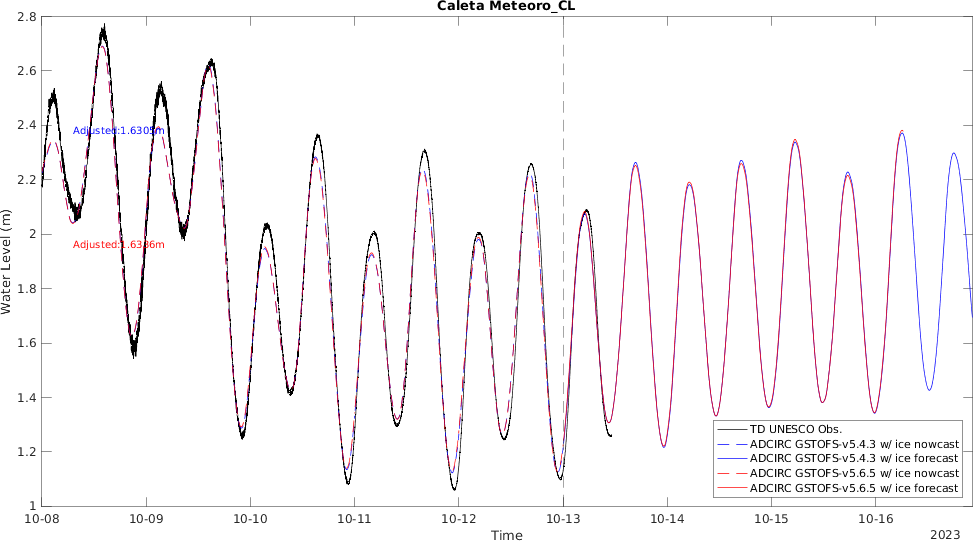 Caleta Meteoro_CL
2.8
2.6
2.4
2.2
2
1.8
1.6
1.4
1.2
1
Water Level (m)
Adjusted:1.6305m
Adjusted:1.6386m
TD UNESCO Obs.
ADCIRC GSTOFS-v5.4.3 w/ ice nowcast
ADCIRC GSTOFS-v5.4.3 w/ ice forecast
ADCIRC GSTOFS-v5.6.5 w/ ice nowcast
ADCIRC GSTOFS-v5.6.5 w/ ice forecast
10-08 10-09 10-10 10-11 10-12 10-13 10-14 10-15 10-16
Time
2023